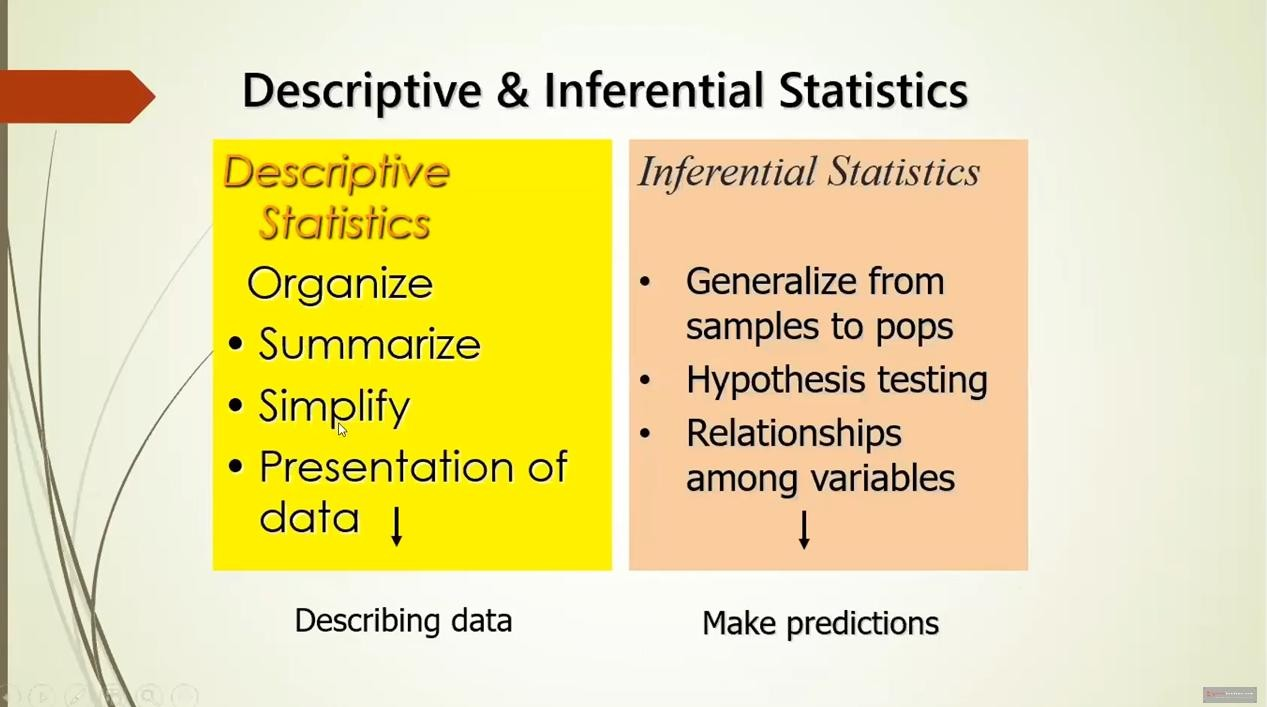 Descriptive & Inferential Statistics
Descriptive
Statistics
Organize
• Summarize
• Simplify
• Presentation of
data
Inferential Statistics
• Generalize from
samples to pops
• Hypothesis testing
• Relationships
among variables
Describing data
Make predictions